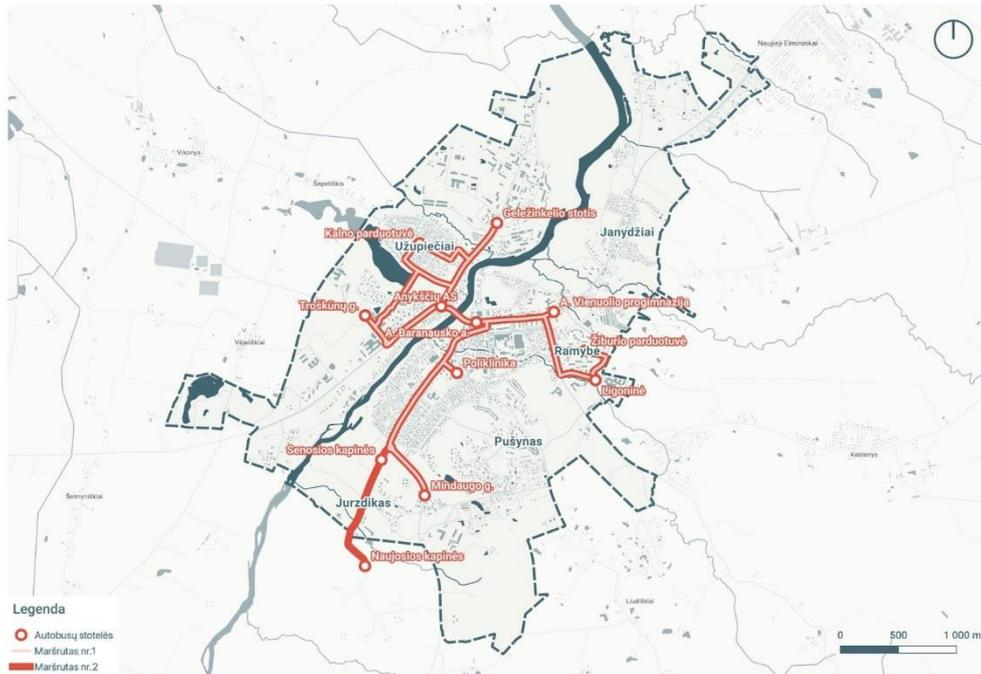 Naujieji Elmininkai
Vikonys
Šepetiškis
Geležinkelio stotis
Kalno parduotuvė
Užupiečiai
Janydžiai
Anykščių AS
A. Vienuolio progimnazija
Troškūnų g.
A. Baranausko a.
Žiburio parduotuvė
Vėjeliškiai
Ramybė
Poliklinika
Ligoninė
Pušynas
Senosios kapinės
Keblonys
Mindaugo g.
Šeimyniškiai
Jurzdikas
Naujosios kapinės
Liudiškiai
Legenda
Autobusų stotelės
Maršrutas nr.1
Maršrutas nr.2
0 500 1 000 m